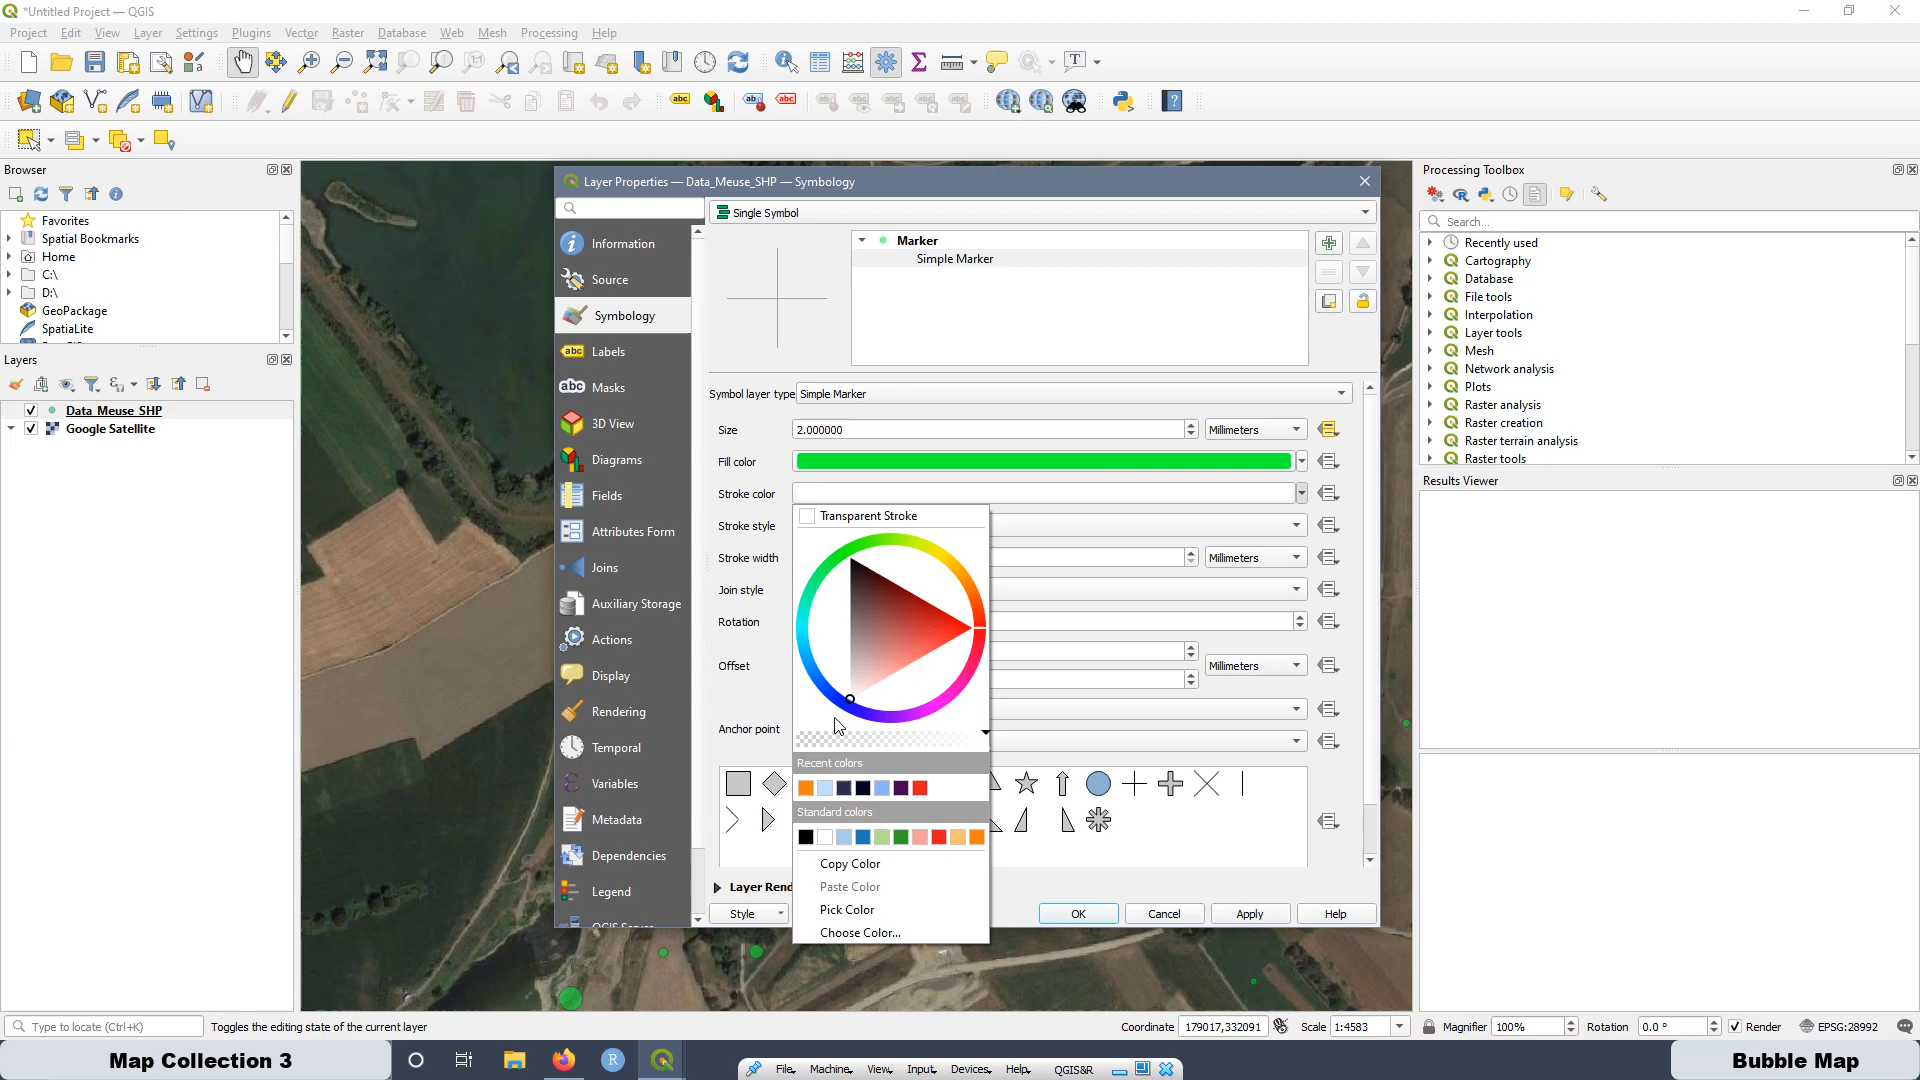 *Untitled Project — QGIS
Project Edit View Layer Settings Plugins Vector Raster Database Web Mesh Processing Help
Browser
Favorites
Spatial Bookmarks
Home
C:\
D:\
GeoPackage
SpatiaLite
Layers
Data_Meuse_SHP
Google Satellite
Layer Properties — Data_Meuse_SHP — Symbology
Information
Source
Symbology
Labels
Masks
3D View
Diagrams
Fields
Attributes Form
Joins
Auxiliary Storage
Actions
Display
Rendering
Temporal
Variables
Metadata
Dependencies
Legend
QGIS Server
Single Symbol
Marker
Simple Marker
Symbol layer type Simple Marker
Size 2.000000 Millimeters
Fill color
Stroke color
Stroke style
Stroke width Millimeters
Join style
Rotation
Offset Millimeters
Anchor point
Transparent Stroke
Recent colors
Standard colors
Copy Color
Paste Color
Pick Color
Choose Color...
Layer Rend
Style OK Cancel Apply Help
Processing Toolbox
Search...
Recently used
Cartography
Database
File tools
Interpolation
Layer tools
Mesh
Network analysis
Plots
Raster analysis
Raster creation
Raster terrain analysis
Raster tools
Results Viewer
Type to locate (Ctrl+K) Toggles the editing state of the current layer Coordinate 179017,332091 Scale 1:4583 Magnifier 100% Rotation 0.0 ° Render EPSG:28992
Map Collection 3
File Machine View Input Devices Help QGIS&R
Bubble Map